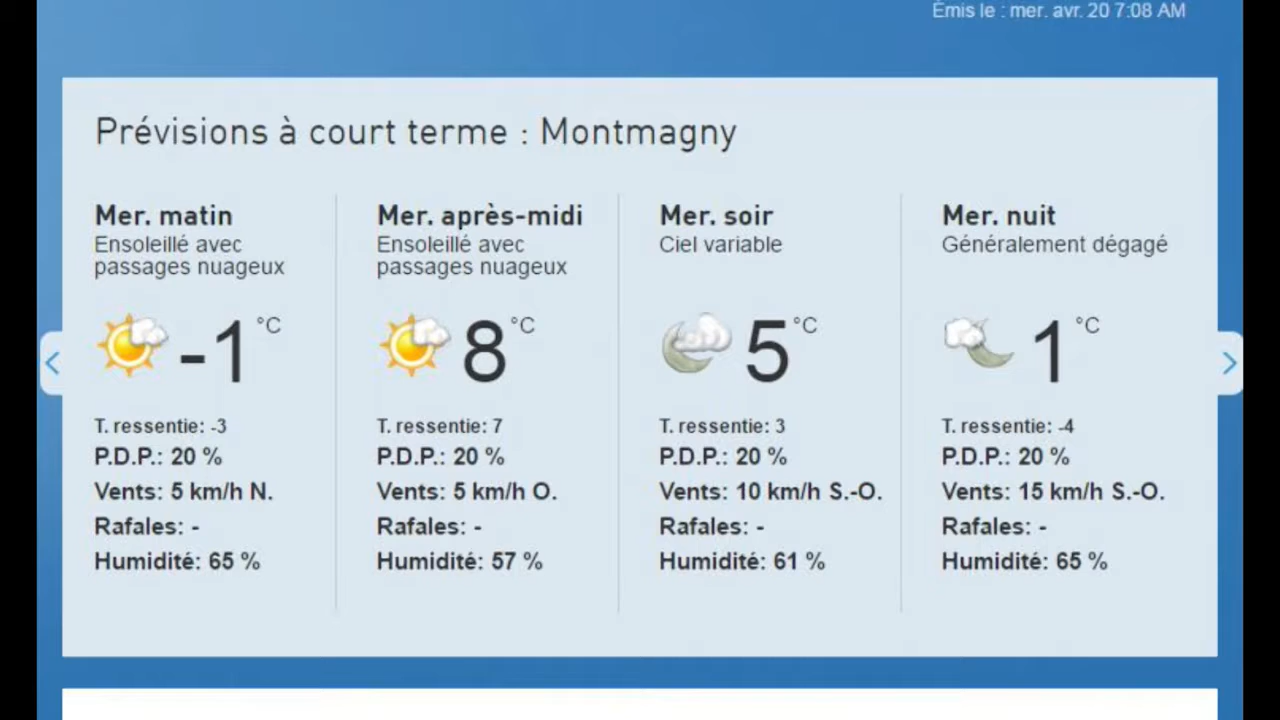 Émis le : mer. avr. 20 7:08 AM
Prévisions à court terme : Montmagny
Mer. matin
Ensoleillé avec
passages nuageux
-1 °C
T. ressentie: -3
P.D.P.: 20 %
Vents: 5 km/h N.
Rafales: -
Humidité: 65 %
Mer. après-midi
Ensoleillé avec
passages nuageux
8 °C
T. ressentie: 7
P.D.P.: 20 %
Vents: 5 km/h O.
Rafales: -
Humidité: 57 %
Mer. soir
Ciel variable
5 °C
T. ressentie: 3
P.D.P.: 20 %
Vents: 10 km/h S.-O.
Rafales: -
Humidité: 61 %
Mer. nuit
Généralement dégagé
1 °C
T. ressentie: -4
P.D.P.: 20 %
Vents: 15 km/h S.-O.
Rafales: -
Humidité: 65 %